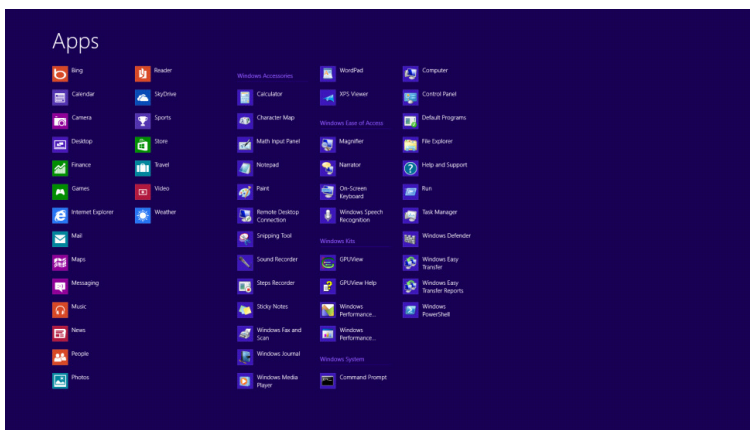 Apps
Bing
Calendar
Camera
Desktop
Finance
Games
Internet Explorer
Mail
Maps
Messaging
Music
News
People
Photos
Reader
SkyDrive
Sports
Store
Travel
Video
Weather
Windows Accessories
Calculator
Character Map
Math Input Panel
Notepad
Paint
Remote Desktop
Connection
Snipping Tool
Sound Recorder
Steps Recorder
Sticky Notes
Windows Fax and
Scan
Windows Journal
Windows Media
Player
WordPad
XPS Viewer
Windows Ease of Access
Magnifier
Narrator
On-Screen
Keyboard
Windows Speech
Recognition
Windows Kits
GPUView
GPUView Help
Windows
Performance...
Windows
Performance...
Windows System
Command Prompt
Computer
Control Panel
Default Programs
File Explorer
Help and Support
Run
Task Manager
Windows Defender
Windows Easy
Transfer
Windows Easy
Transfer Reports
Windows
PowerShell